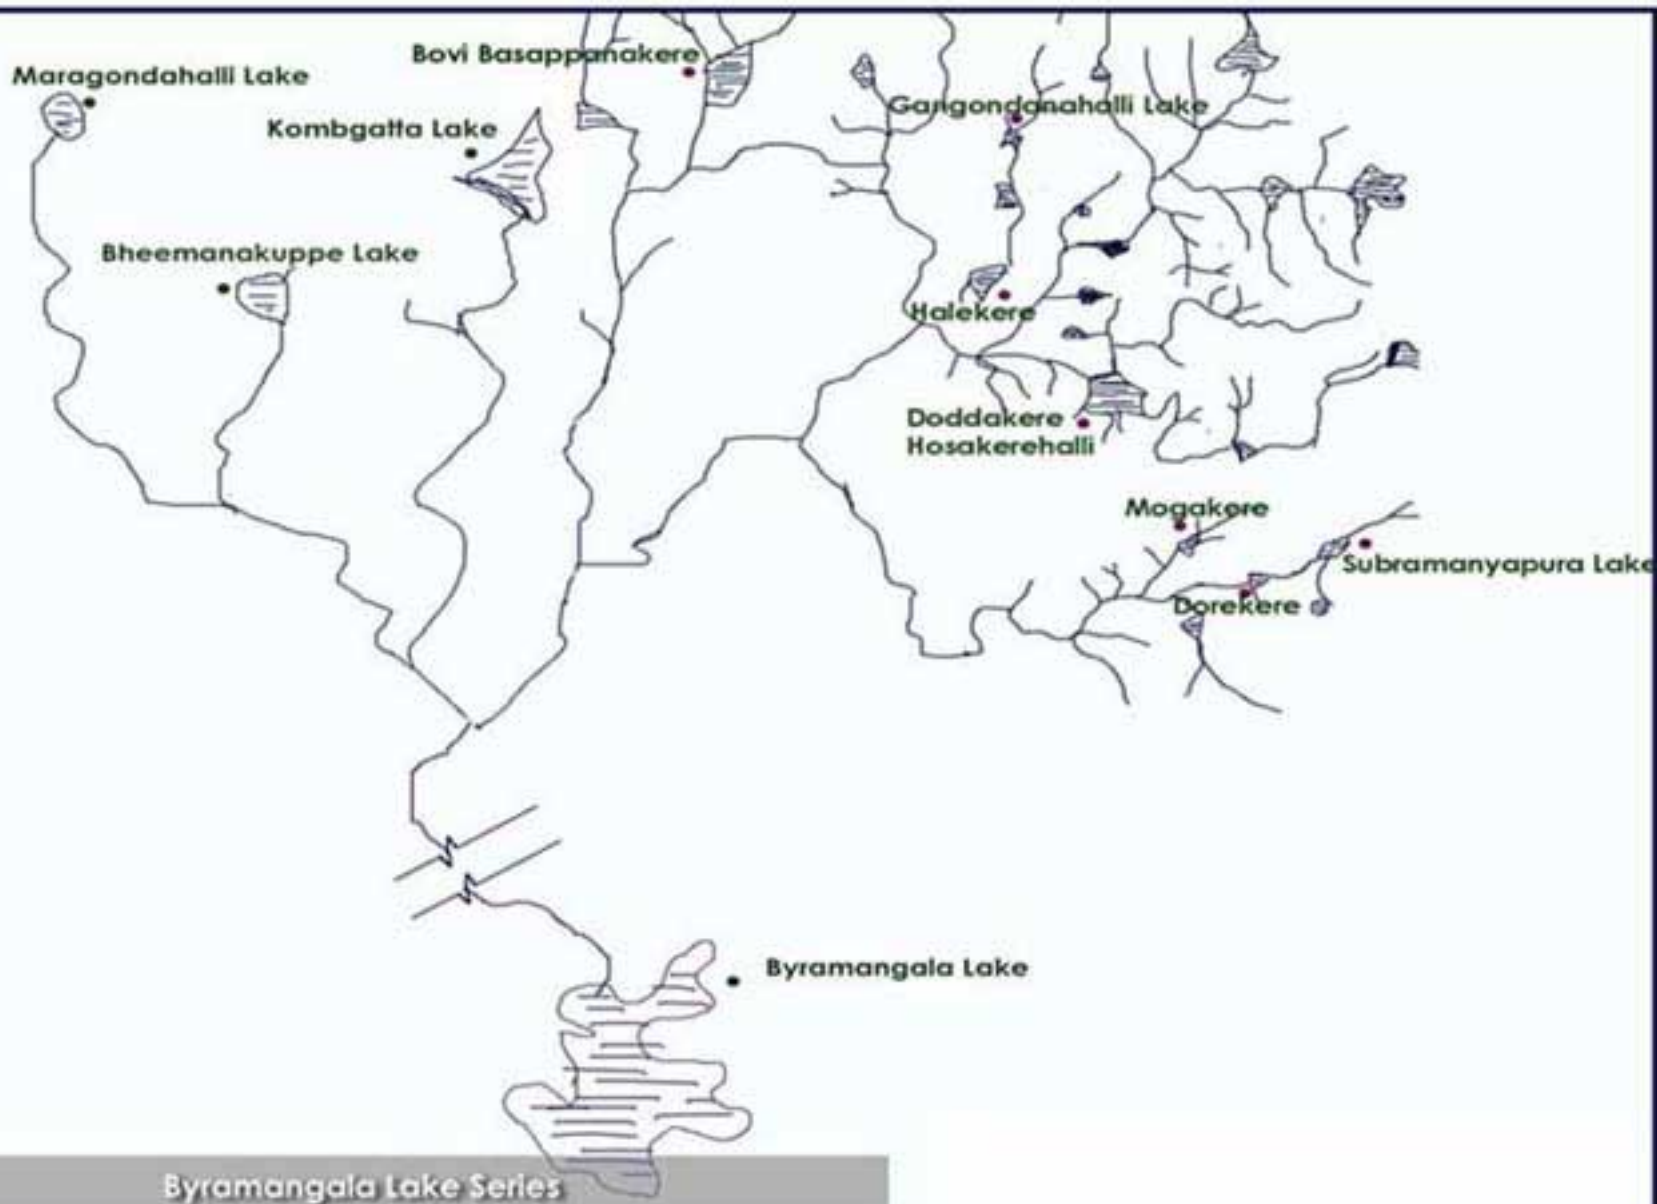 Bovi Basappanakere
Maragondahalli Lake
Gangondanahalli Lake
Kombgatta Lake
Bheemanakuppe Lake
Halekere
Doddakere
Hosakerehalli
Mogakere
Subramanyapura Lake
Dorekere
Byramangala Lake
Byramangala Lake Series